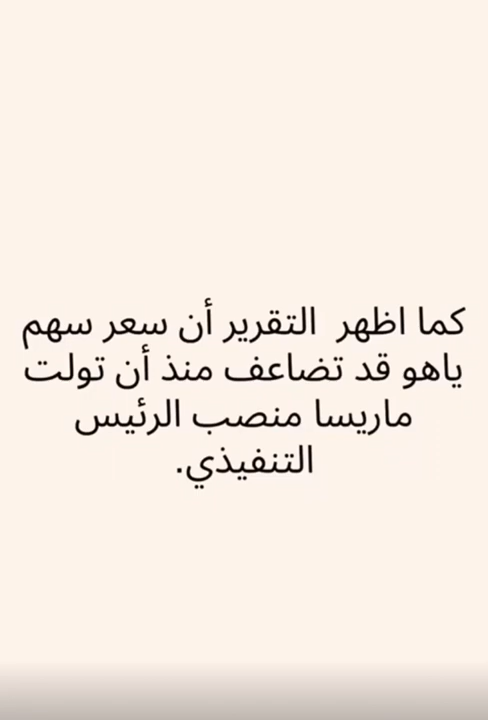 كما اظهر  التقرير أن سعر سهم
ياهو قد تضاعف منذ أن تولت
ماريسا منصب الرئيس
التنفيذي.